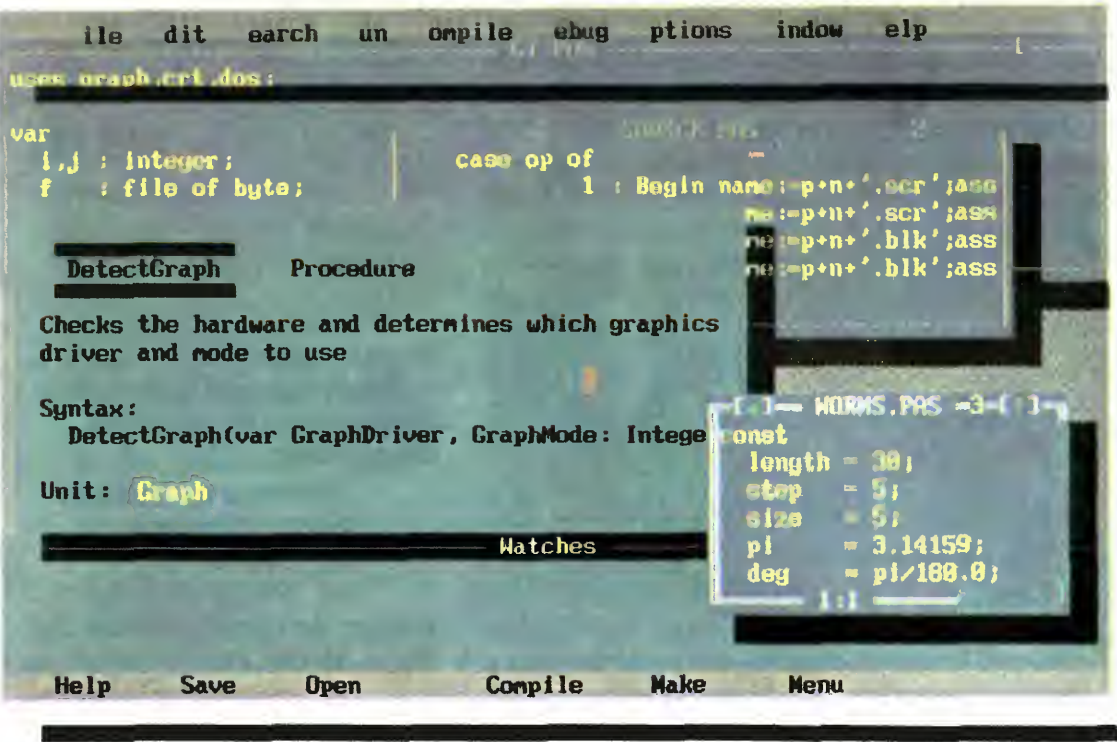 ile dit earch un ompile ebug ptions indow elp
uses graph,crt,dos;
var
i,j : integer;
f : file of byte;
case op of
1 : Begin name:=p+n+'.scr';ass
me:=p+n+'.scr';ass
ne:=p+n+'.blk';ass
ne:=p+n+'.blk';ass
DetectGraph Procedure
Checks the hardware and determines which graphics
driver and mode to use
Syntax:
DetectGraph(var GraphDriver, GraphMode: Intege
Unit: Graph
Watches
WORMS.PAS 3
const
length = 30;
step = 5;
size = 5;
pi = 3.14159;
deg = pi/180.0;
1:1
Help Save Open Compile Make Menu